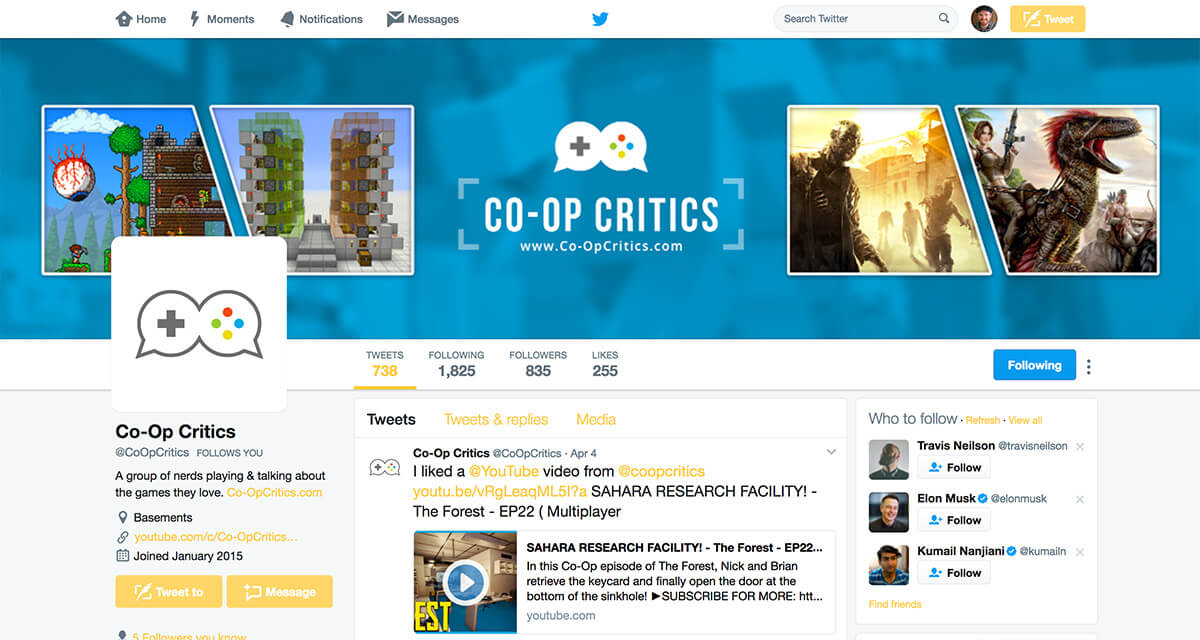 Home Moments Notifications Messages Search Twitter Tweet
CO-OP CRITICS
www.Co-OpCritics.com
TWEETS FOLLOWING FOLLOWERS LIKES
738 1,825 835 255
Following
Co-Op Critics
@CoOpCritics FOLLOWS YOU
A group of nerds playing & talking about
the games they love. Co-OpCritics.com
Basements
youtube.com/c/Co-OpCritics...
Joined January 2015
Tweet to Message
5 Followers you know
Tweets Tweets & replies Media
Co-Op Critics @CoOpCritics · Apr 4
I liked a @YouTube video from @coopcritics
youtu.be/vRgLeaqML5I?a SAHARA RESEARCH FACILITY! -
The Forest - EP22 ( Multiplayer
EST
SAHARA RESEARCH FACILITY! - The Forest - EP22...
In this Co-Op episode of The Forest, Nick and Brian
retrieve the keycard and finally open the door at the
bottom of the sinkhole! ►SUBSCRIBE FOR MORE: htt...
youtube.com
Who to follow · Refresh · View all
Travis Neilson @travisneilson
Follow
Elon Musk @elonmusk
Follow
Kumail Nanjiani @kumailn
Follow
Find friends